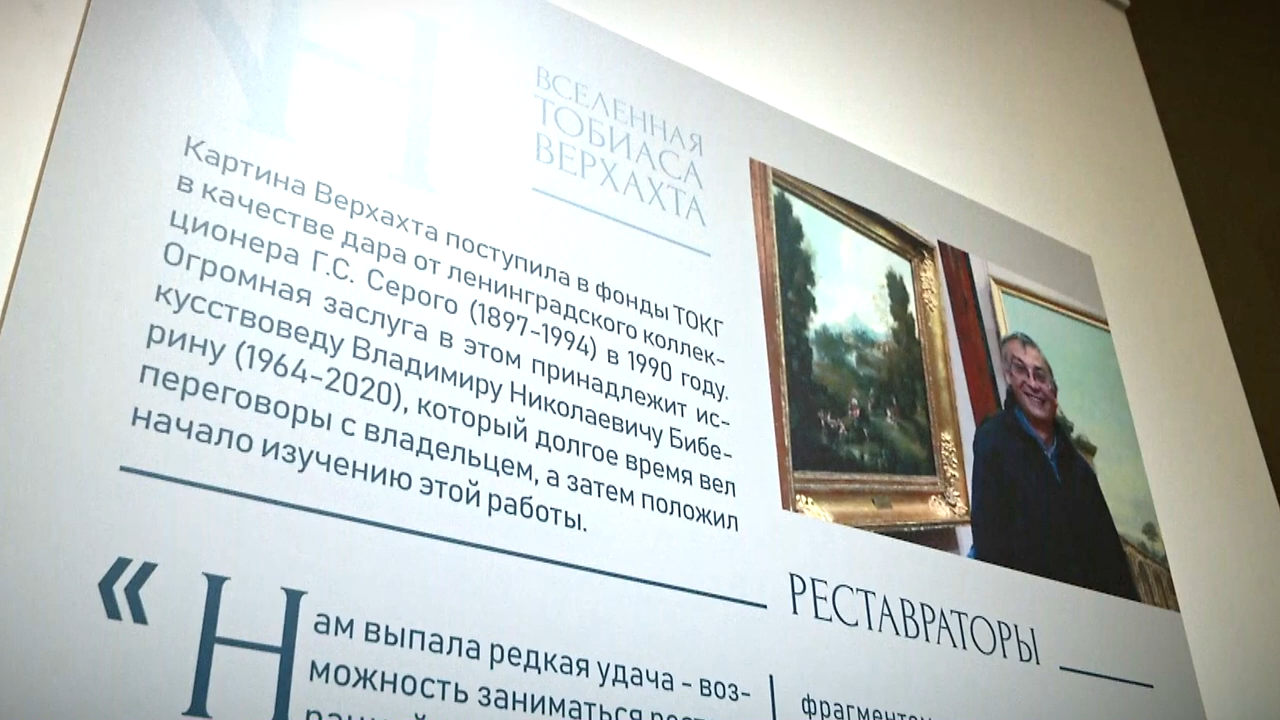 ВСЕЛЕННАЯ
ТОБИАСА
ВЕРХАХТА
Картина Верхахта поступила в фонды ТОКГ
в качестве дара от ленинградского коллек-
ционера Г.С. Серого (1897-1994) в 1990 году.
Огромная заслуга в этом принадлежит ис-
кусствоведу Владимиру Николаевичу Бибе-
рину (1964-2020), который долгое время вел
переговоры с владельцем, а затем положил
начало изучению этой работы.
РЕСТАВРАТОРЫ
« Нам выпала редкая удача - воз-
можность заниматься